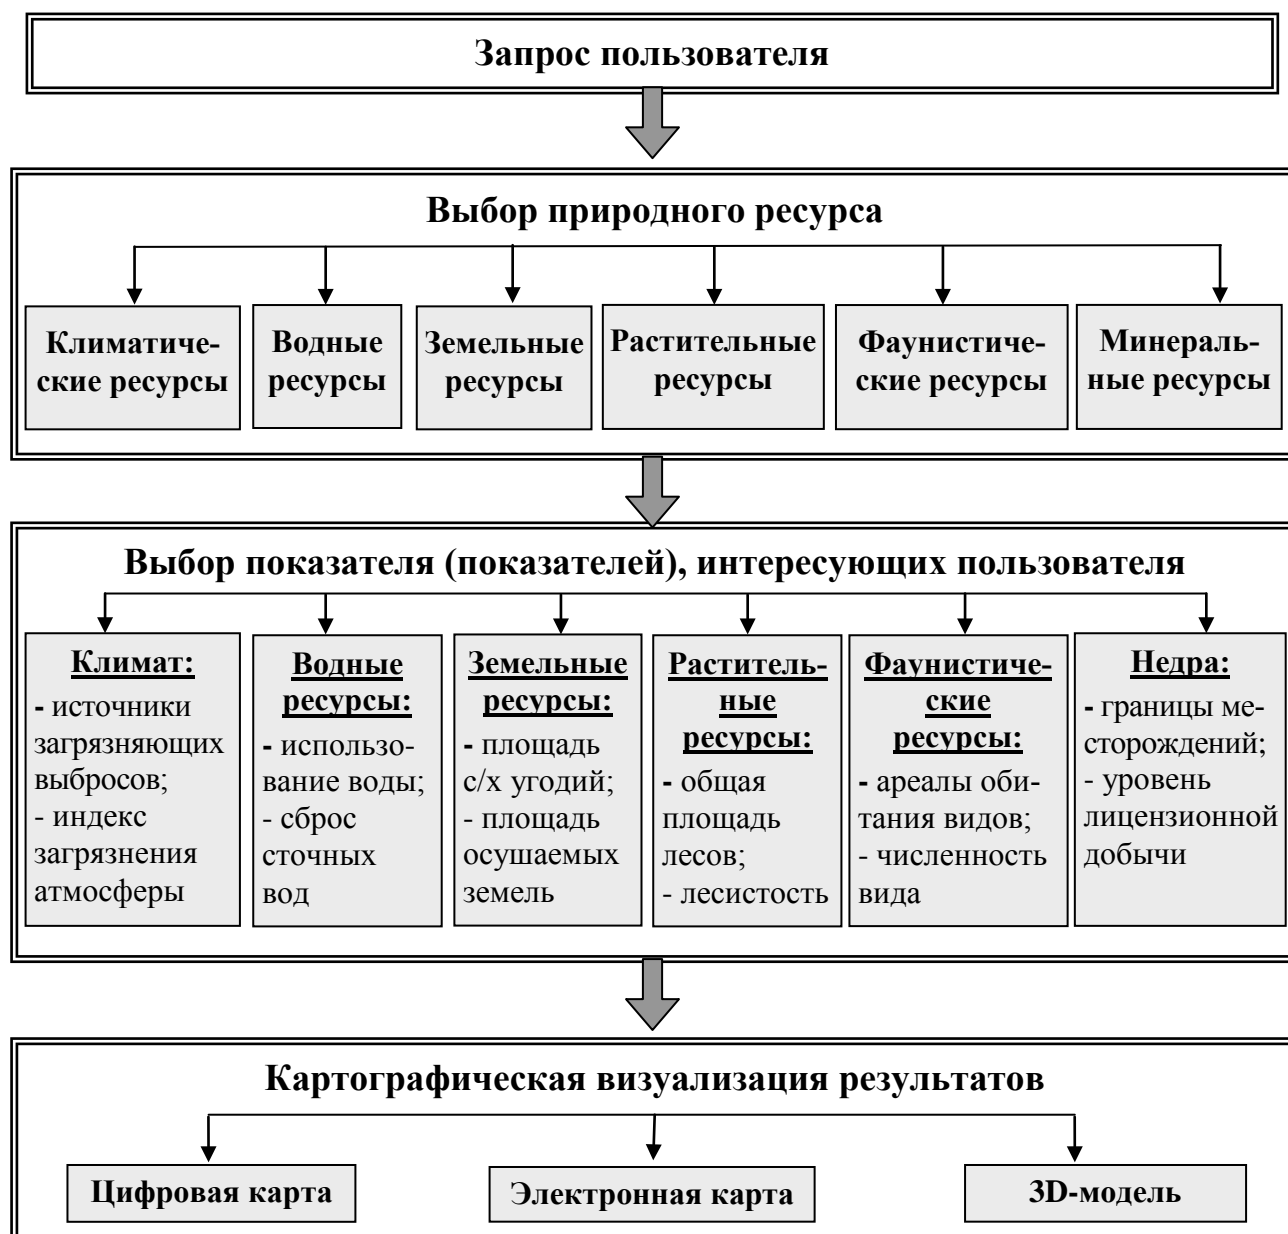 Запрос пользователя
Выбор природного ресурса
Климатиче-
ские ресурсы
Водные
ресурсы
Земельные
ресурсы
Растительные
ресурсы
Фаунистиче-
ские ресурсы
Минераль-
ные ресурсы
Выбор показателя (показателей), интересующих пользователя
Климат:
- источники
загрязняющих
выбросов;
- индекс
загрязнения
атмосферы
Водные
ресурсы:
- использо-
вание воды;
- сброс
сточных
вод
Земельные
ресурсы:
- площадь
с/х угодий;
- площадь
осушаемых
земель
Раститель-
ные
ресурсы:
- общая
площадь
лесов;
- лесистость
Фаунистиче-
ские
ресурсы:
- ареалы оби-
тания видов;
- численность
вида
Недра:
- границы ме-
сторождений;
- уровень
лицензионной
добычи
Картографическая визуализация результатов
Цифровая карта
Электронная карта
3D-модель